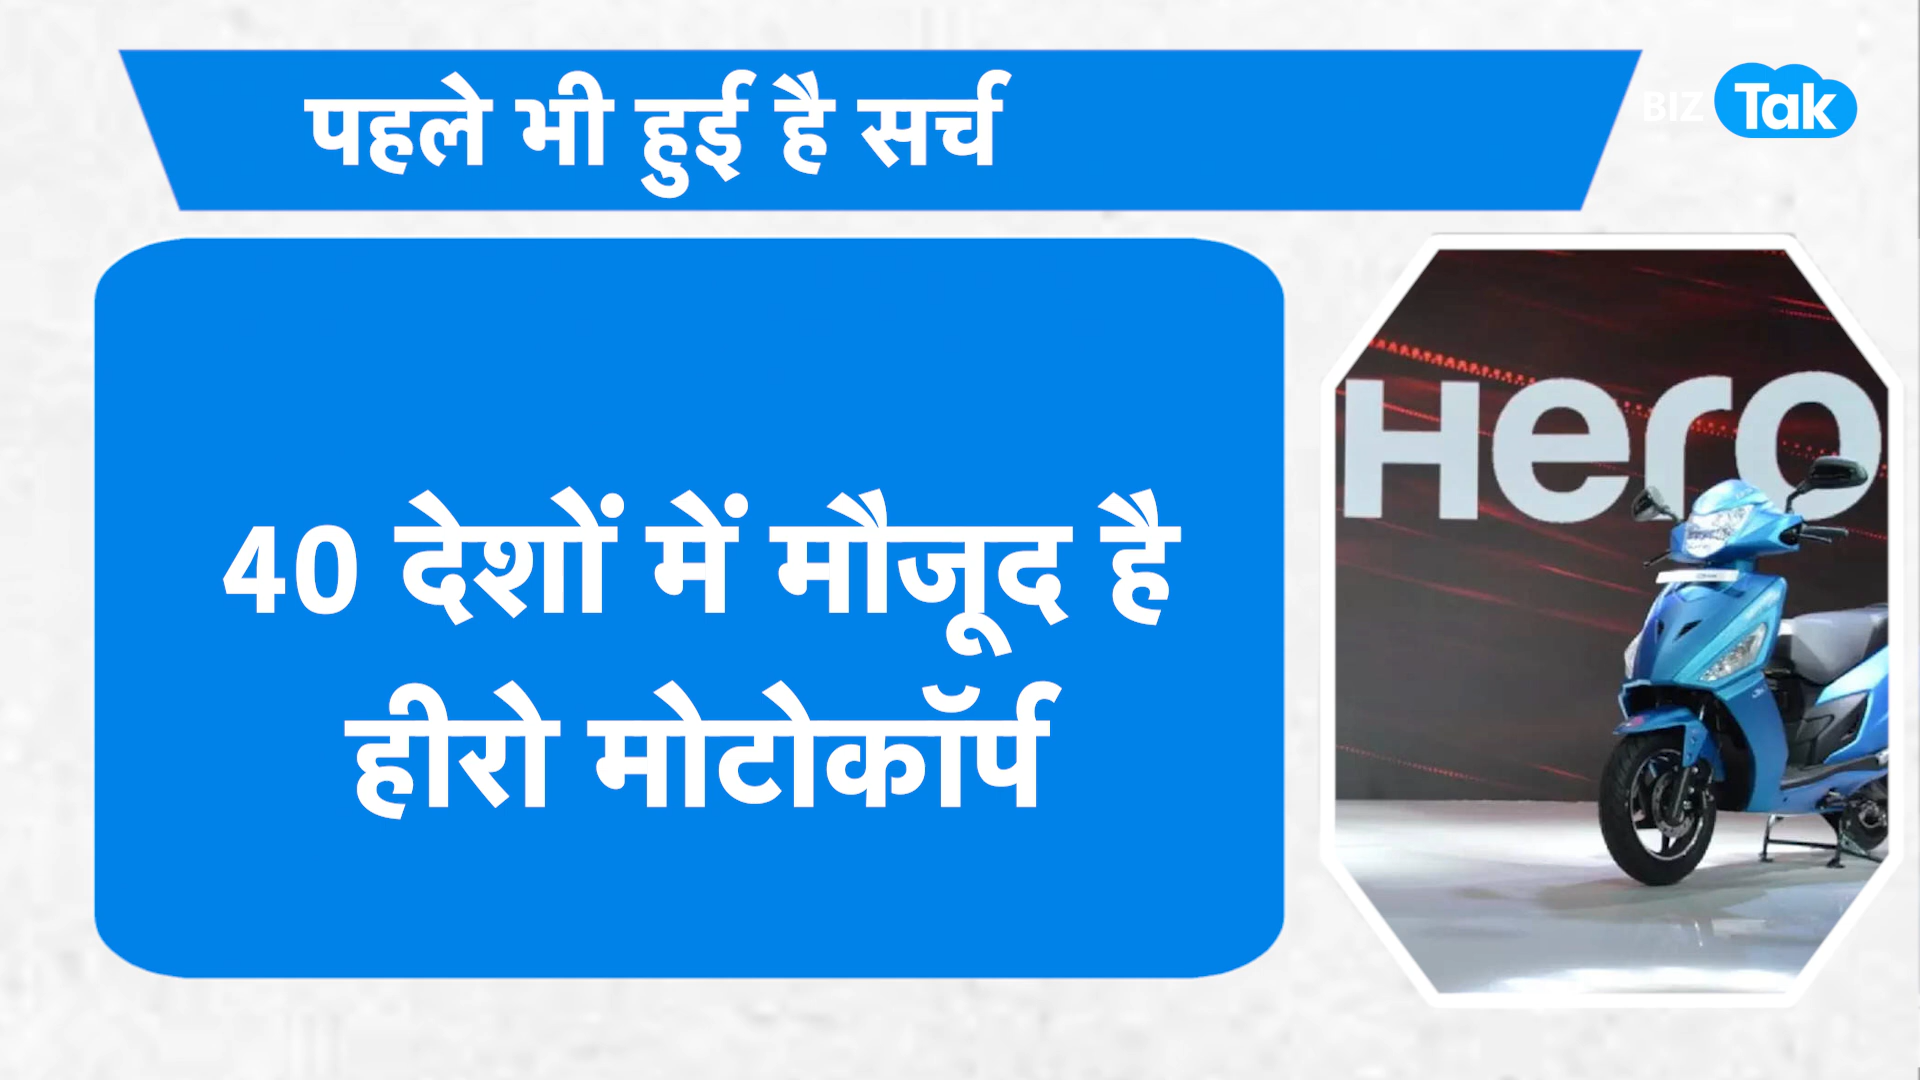 पहले भी हुई है सर्च
BIZ Tak
40 देशों में मौजूद है
हीरो मोटोकॉर्प
Hero